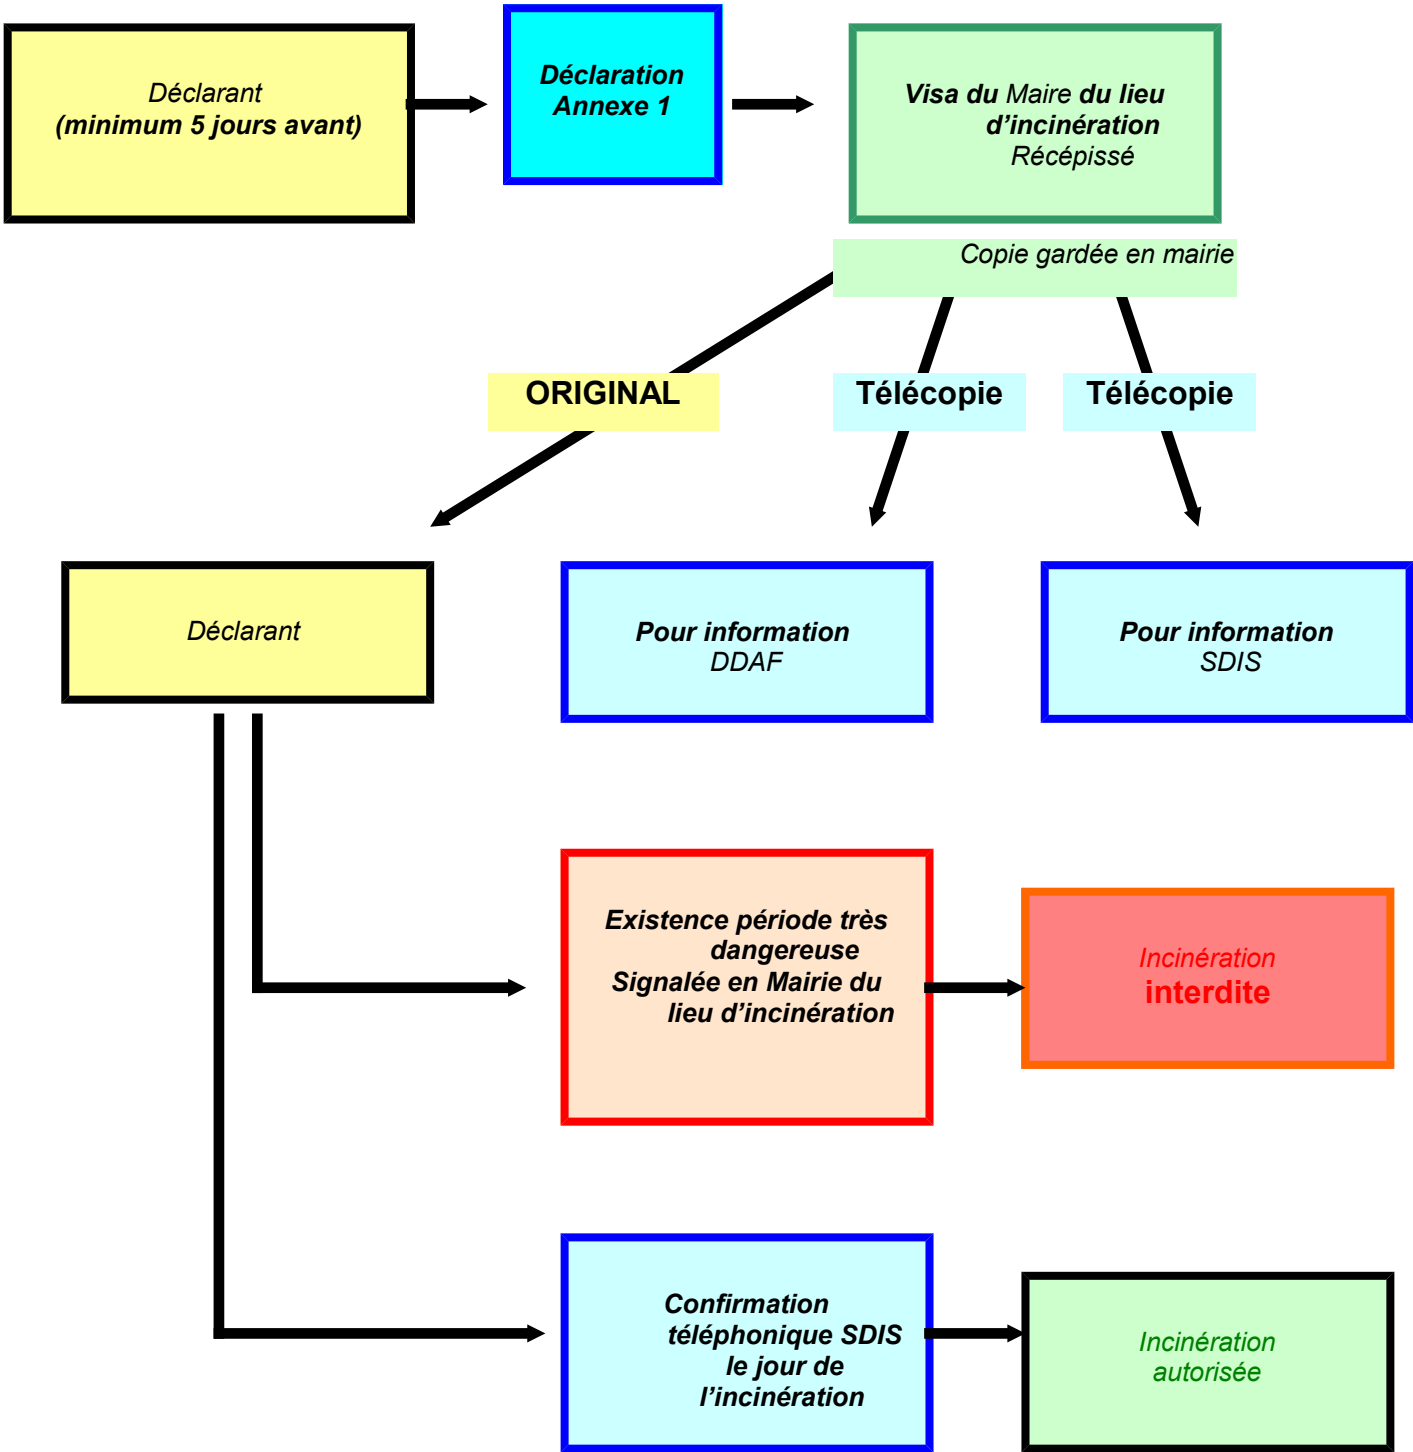 Déclarant
(minimum 5 jours avant)
Déclaration
Annexe 1
Visa du Maire du lieu
d’incinération
Récépissé
Copie gardée en mairie
ORIGINAL
Télécopie
Télécopie
Déclarant
Pour information
DDAF
Pour information
SDIS
Existence période très
dangereuse
Signalée en Mairie du
lieu d’incinération
Incinération
interdite
Confirmation
téléphonique SDIS
le jour de
l’incinération
Incinération
autorisée